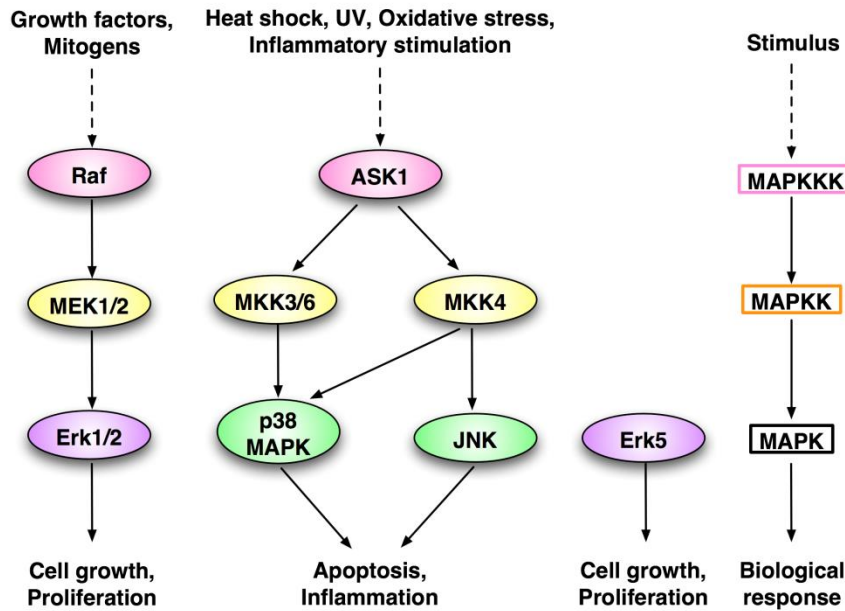 Growth factors,
Mitogens
Heat shock, UV, Oxidative stress,
Inflammatory stimulation
Stimulus
Raf
ASK1
MAPKKK
MEK1/2
MKK3/6
MKK4
MAPKK
Erk1/2
p38
MAPK
JNK
Erk5
MAPK
Cell growth,
Proliferation
Apoptosis,
Inflammation
Cell growth,
Proliferation
Biological
response